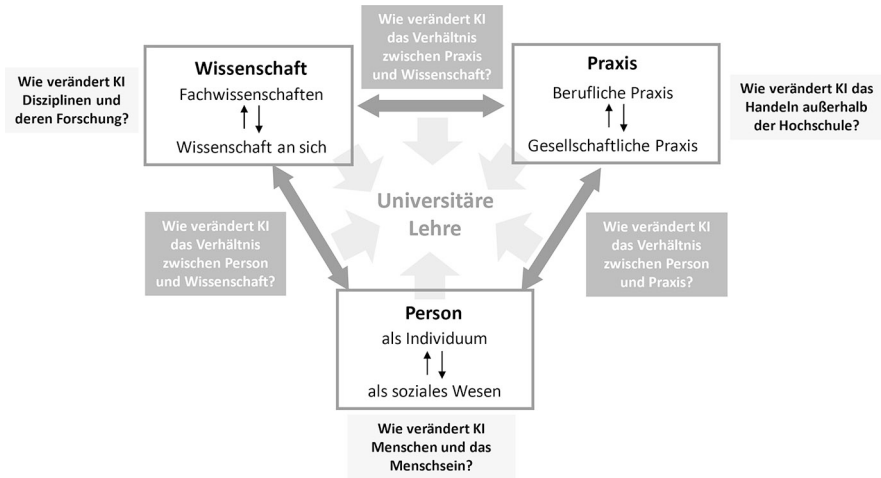 Wie verändert KI
das Verhältnis
zwischen Praxis
und Wissenschaft?
Wissenschaft
Fachwissenschaften
Wissenschaft an sich
Praxis
Berufliche Praxis
Gesellschaftliche Praxis
Wie verändert KI
Disziplinen und
deren Forschung?
Wie verändert KI das
Handeln außerhalb
der Hochschule?
Universitäre
Lehre
Wie verändert KI
das Verhältnis
zwischen Person
und Wissenschaft?
Wie verändert KI
das Verhältnis
zwischen Person
und Praxis?
Person
als Individuum
als soziales Wesen
Wie verändert KI
Menschen und das
Menschsein?